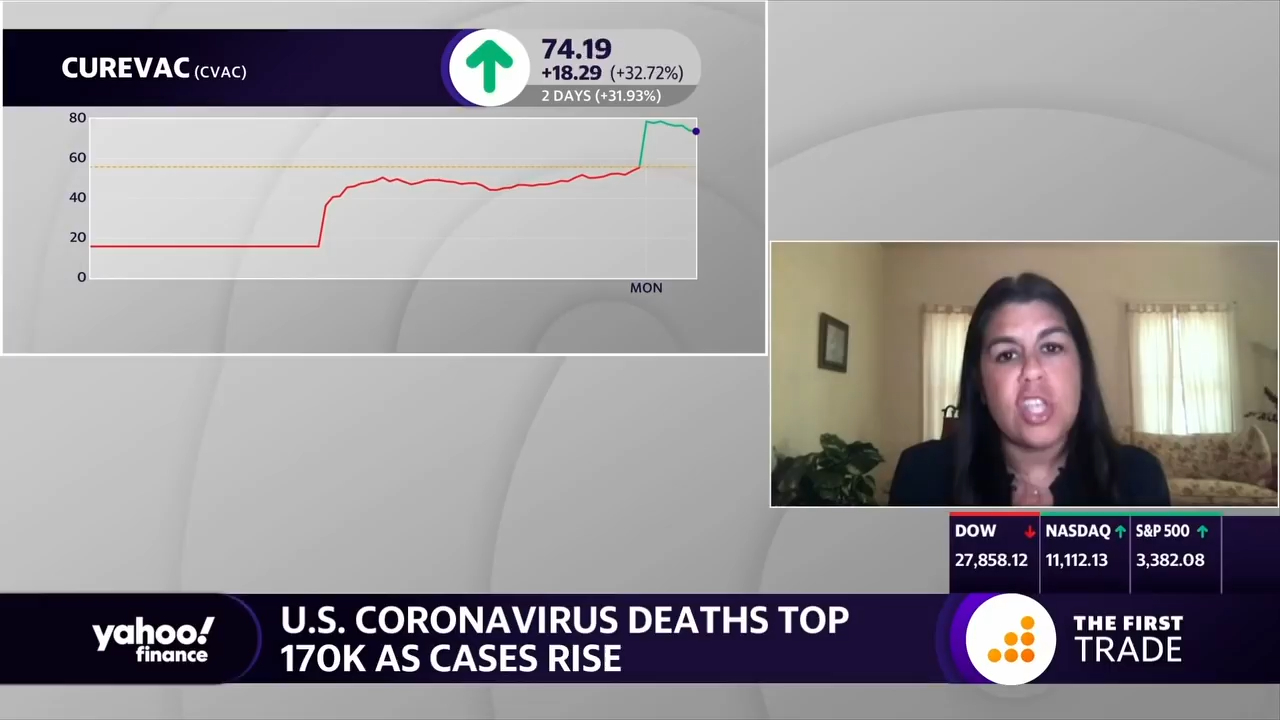 CUREVAC (CVAC)
74.19
+18.29 (+32.72%)
2 DAYS (+31.93%)
80
60
40
20
0
MON
DOW NASDAQ S&P 500
27,858.12 11,112.13 3,382.08
yahoo!
finance
U.S. CORONAVIRUS DEATHS TOP
170K AS CASES RISE
THE FIRST
TRADE